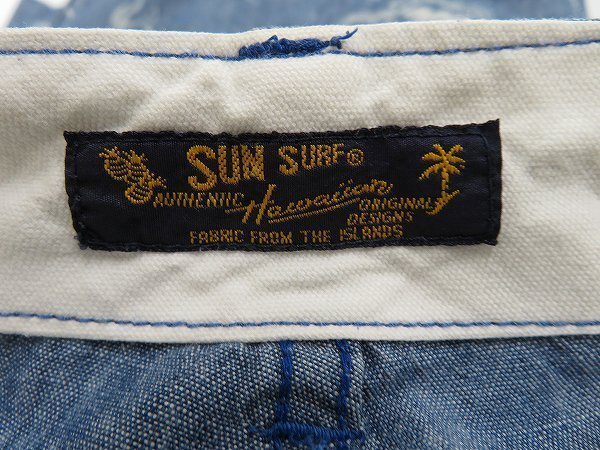 SUN SURF®
AUTHENTIC Hawaiian ORIGINAL DESIGNS
FABRIC FROM THE ISLANDS